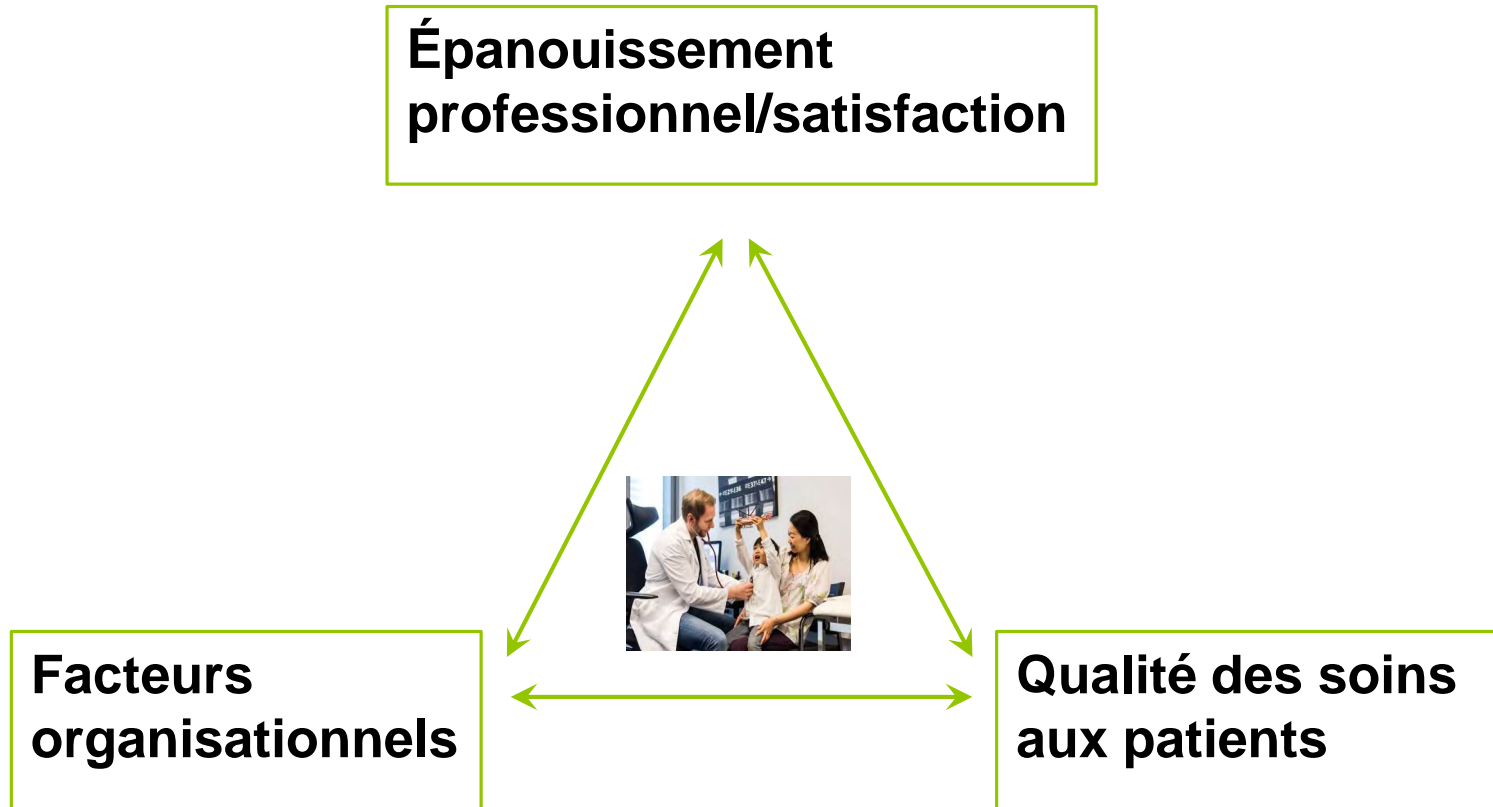 Épanouissement
professionnel/satisfaction
Facteurs
organisationnels
Qualité des soins
aux patients